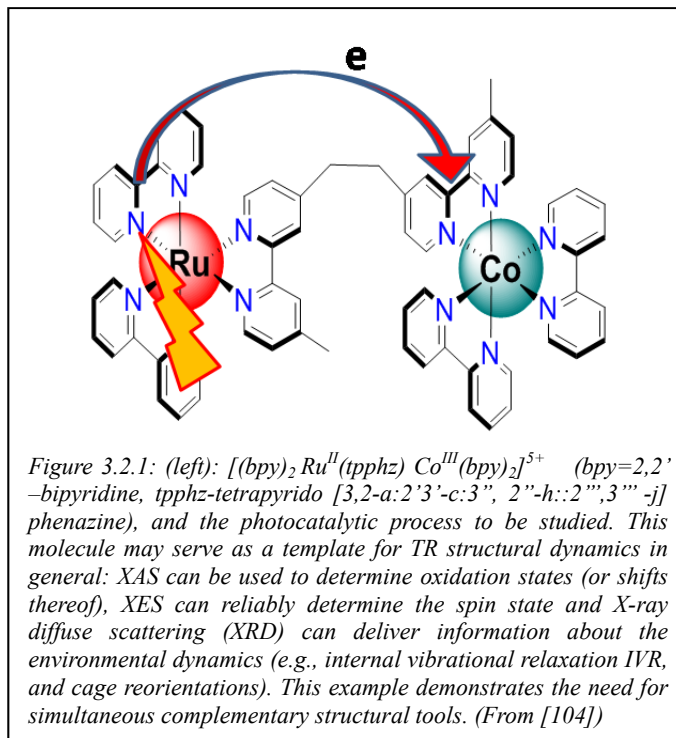 e
N
N
N
N
Ru
N
N
N
N
Co
N
N
N
N
Figure 3.2.1: (left): [(bpy)₂ Ruᴵᴵ(tpphz) Coᴵᴵᴵ(bpy)₂]⁵⁺ (bpy=2,2’
–bipyridine, tpphz-tetrapyrido [3,2-a:2’3’-c:3”, 2”-h::2”’,3”’ -j]
phenazine), and the photocatalytic process to be studied. This
molecule may serve as a template for TR structural dynamics in
general: XAS can be used to determine oxidation states (or shifts
thereof), XES can reliably determine the spin state and X-ray
diffuse scattering (XRD) can deliver information about the
environmental dynamics (e.g., internal vibrational relaxation IVR,
and cage reorientations). This example demonstrates the need for
simultaneous complementary structural tools. (From [104])